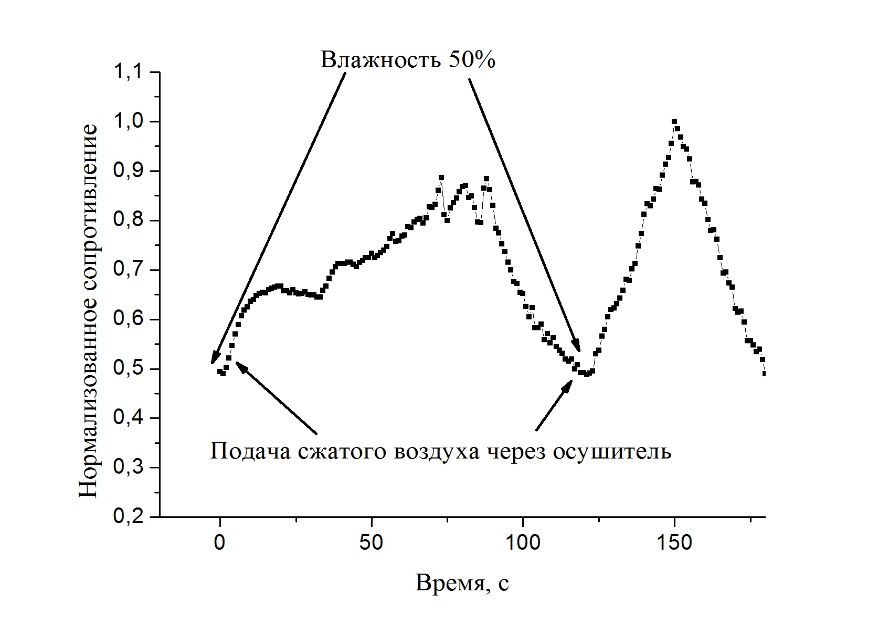 Влажность 50%
1,1
1,0
0,9
0,8
0,7
0,6
0,5
0,4
0,3
0,2
Нормализованное сопротивление
Подача сжатого воздуха через осушитель
0 50 100 150
Время, с